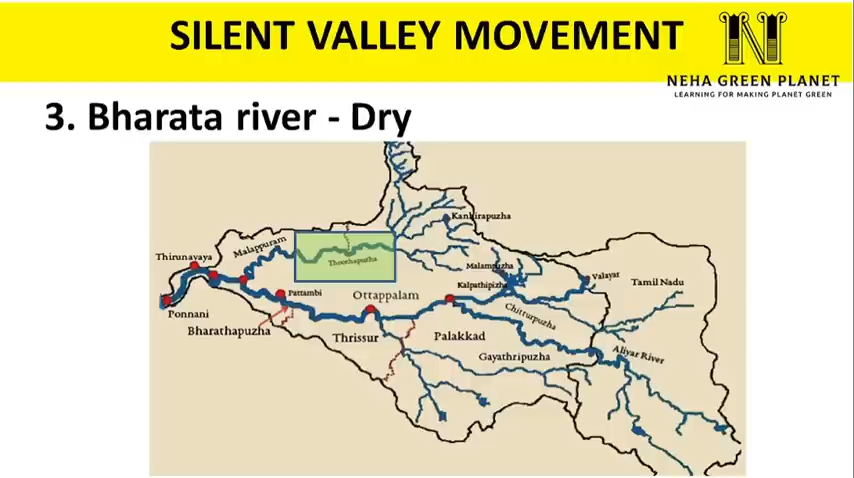 SILENT VALLEY MOVEMENT
N
NEHA GREEN PLANET
LEARNING FOR MAKING PLANET GREEN
3. Bharata river - Dry
Kankirapuzha
Malappuram
Thirunavaya
Thoothapuzha
Malampuzha
Valayar
Tamil Nadu
Kalpathipuzha
Pattambi
Ottappalam
Ponnani
Chitturpuzha
Bharathapuzha
Thrissur
Palakkad
Gayathripuzha
Aliyar River